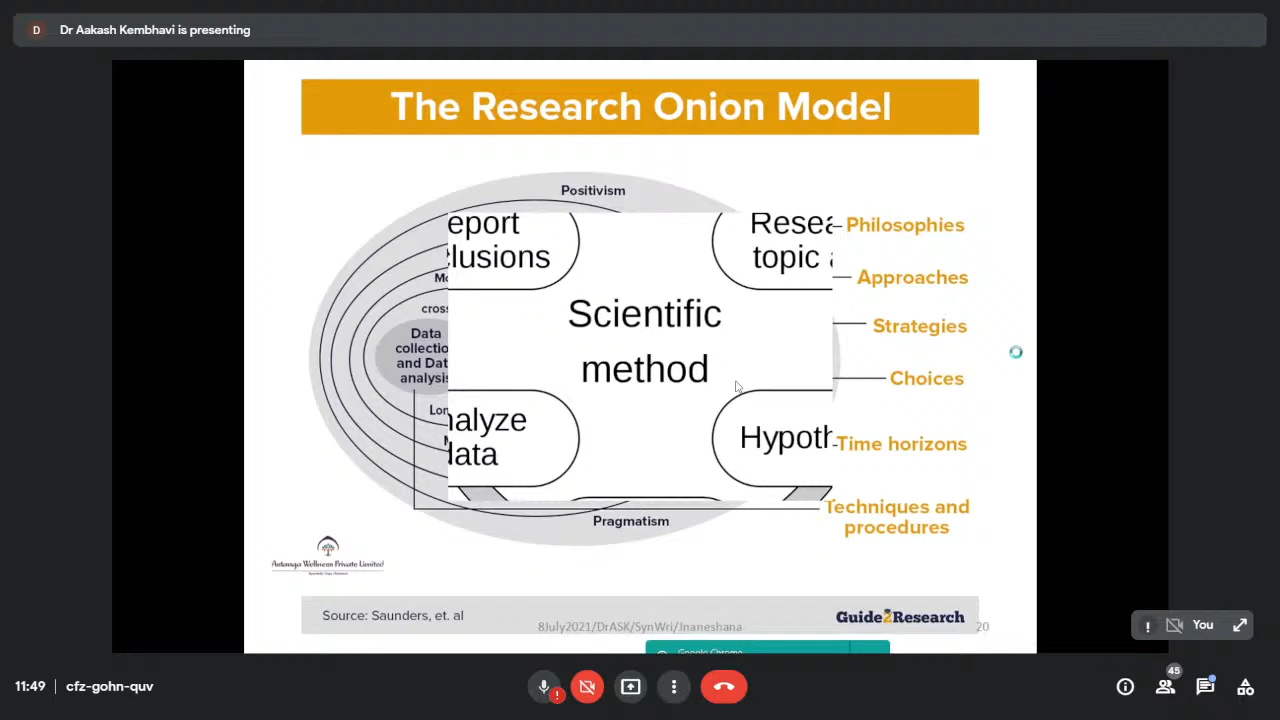 D Dr Aakash Kembhavi is presenting
The Research Onion Model
Positivism
eport
clusions
Resea
topic
Philosophies
Approaches
Strategies
Choices
Time horizons
Techniques and
procedures
cross
Scientific
method
Data
collectio
and Dat
analysis
Lon
nalyze
data
Hypoth
Pragmatism
Astanga Wellness Private Limited
Source: Saunders, et. al
8July2021/DrASK/SynWri/Jnaneshana
Guide2Research
20
Google Chrome
You
11:49 cfz-gohn-quv
45